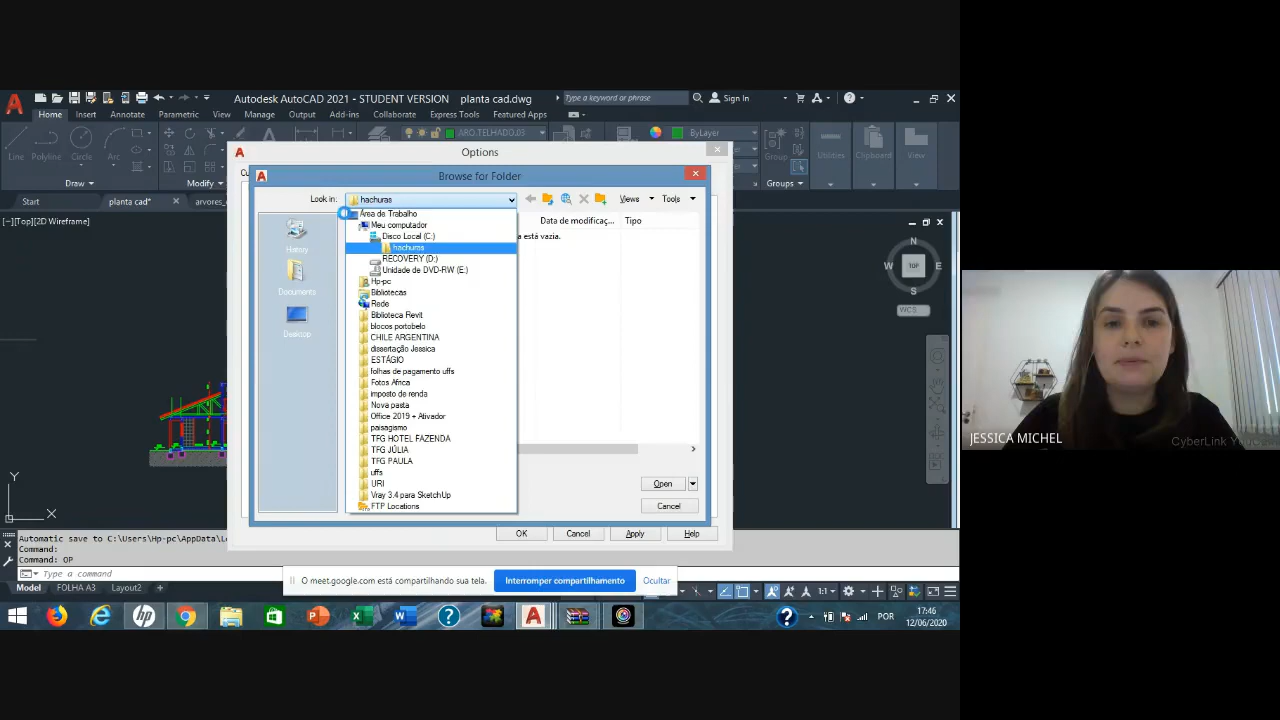 Autodesk AutoCAD 2021 - STUDENT VERSION planta cad.dwg
Type a keyword or phrase
Sign In
Home Insert Annotate Parametric View Manage Output Add-ins Collaborate Express Tools Featured Apps
Line Polyline Circle Arc
ARO.TELHADO.03
ByLayer
Group Utilities Clipboard View
Draw Modify Groups
Start planta cad*
[−][Top][2D Wireframe]
Options
Browse for Folder
Look in: hachuras
Views Tools
Data de modificaç... Tipo
a está vazia.
History
Documents
Desktop
Área de Trabalho
Meu computador
Disco Local (C:)
hachuras
RECOVERY (D:)
Unidade de DVD-RW (E:)
Hp-pc
Bibliotecas
Rede
Biblioteca Revit
blocos portobelo
CHILE ARGENTINA
dissertação Jessica
ESTÁGIO
folhas de pagamento uffs
Fotos Africa
imposto de renda
Nova pasta
Office 2019 + Ativador
paisagismo
TFG HOTEL FAZENDA
TFG JÚLIA
TFG PAULA
uffs
URI
Vray 3.4 para SketchUp
FTP Locations
Open
Cancel
OK Cancel Apply Help
N
W TOP E
S
WCS
Y
X
Automatic save to C:\Users\Hp-pc\AppData\L
Command:
Command: OP
Type a command
Model FOLHA A3 Layout2 +
1:1
O meet.google.com está compartilhando sua tela. Interromper compartilhamento Ocultar
POR
17:46
12/06/2020
JESSICA MICHEL
CyberLink